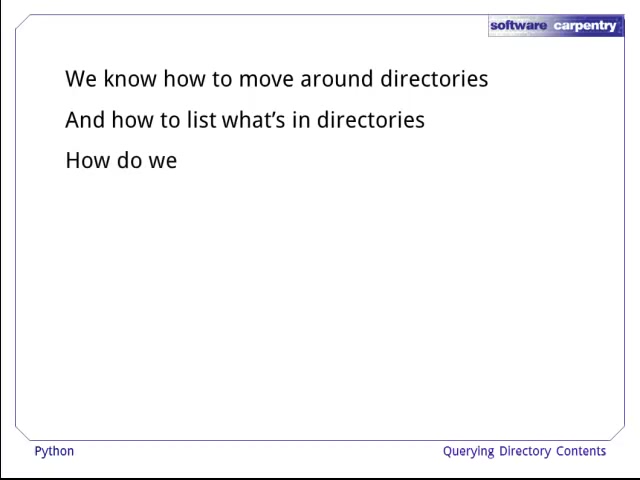 software carpentry
We know how to move around directories
And how to list what’s in directories
How do we
Python
Querying Directory Contents